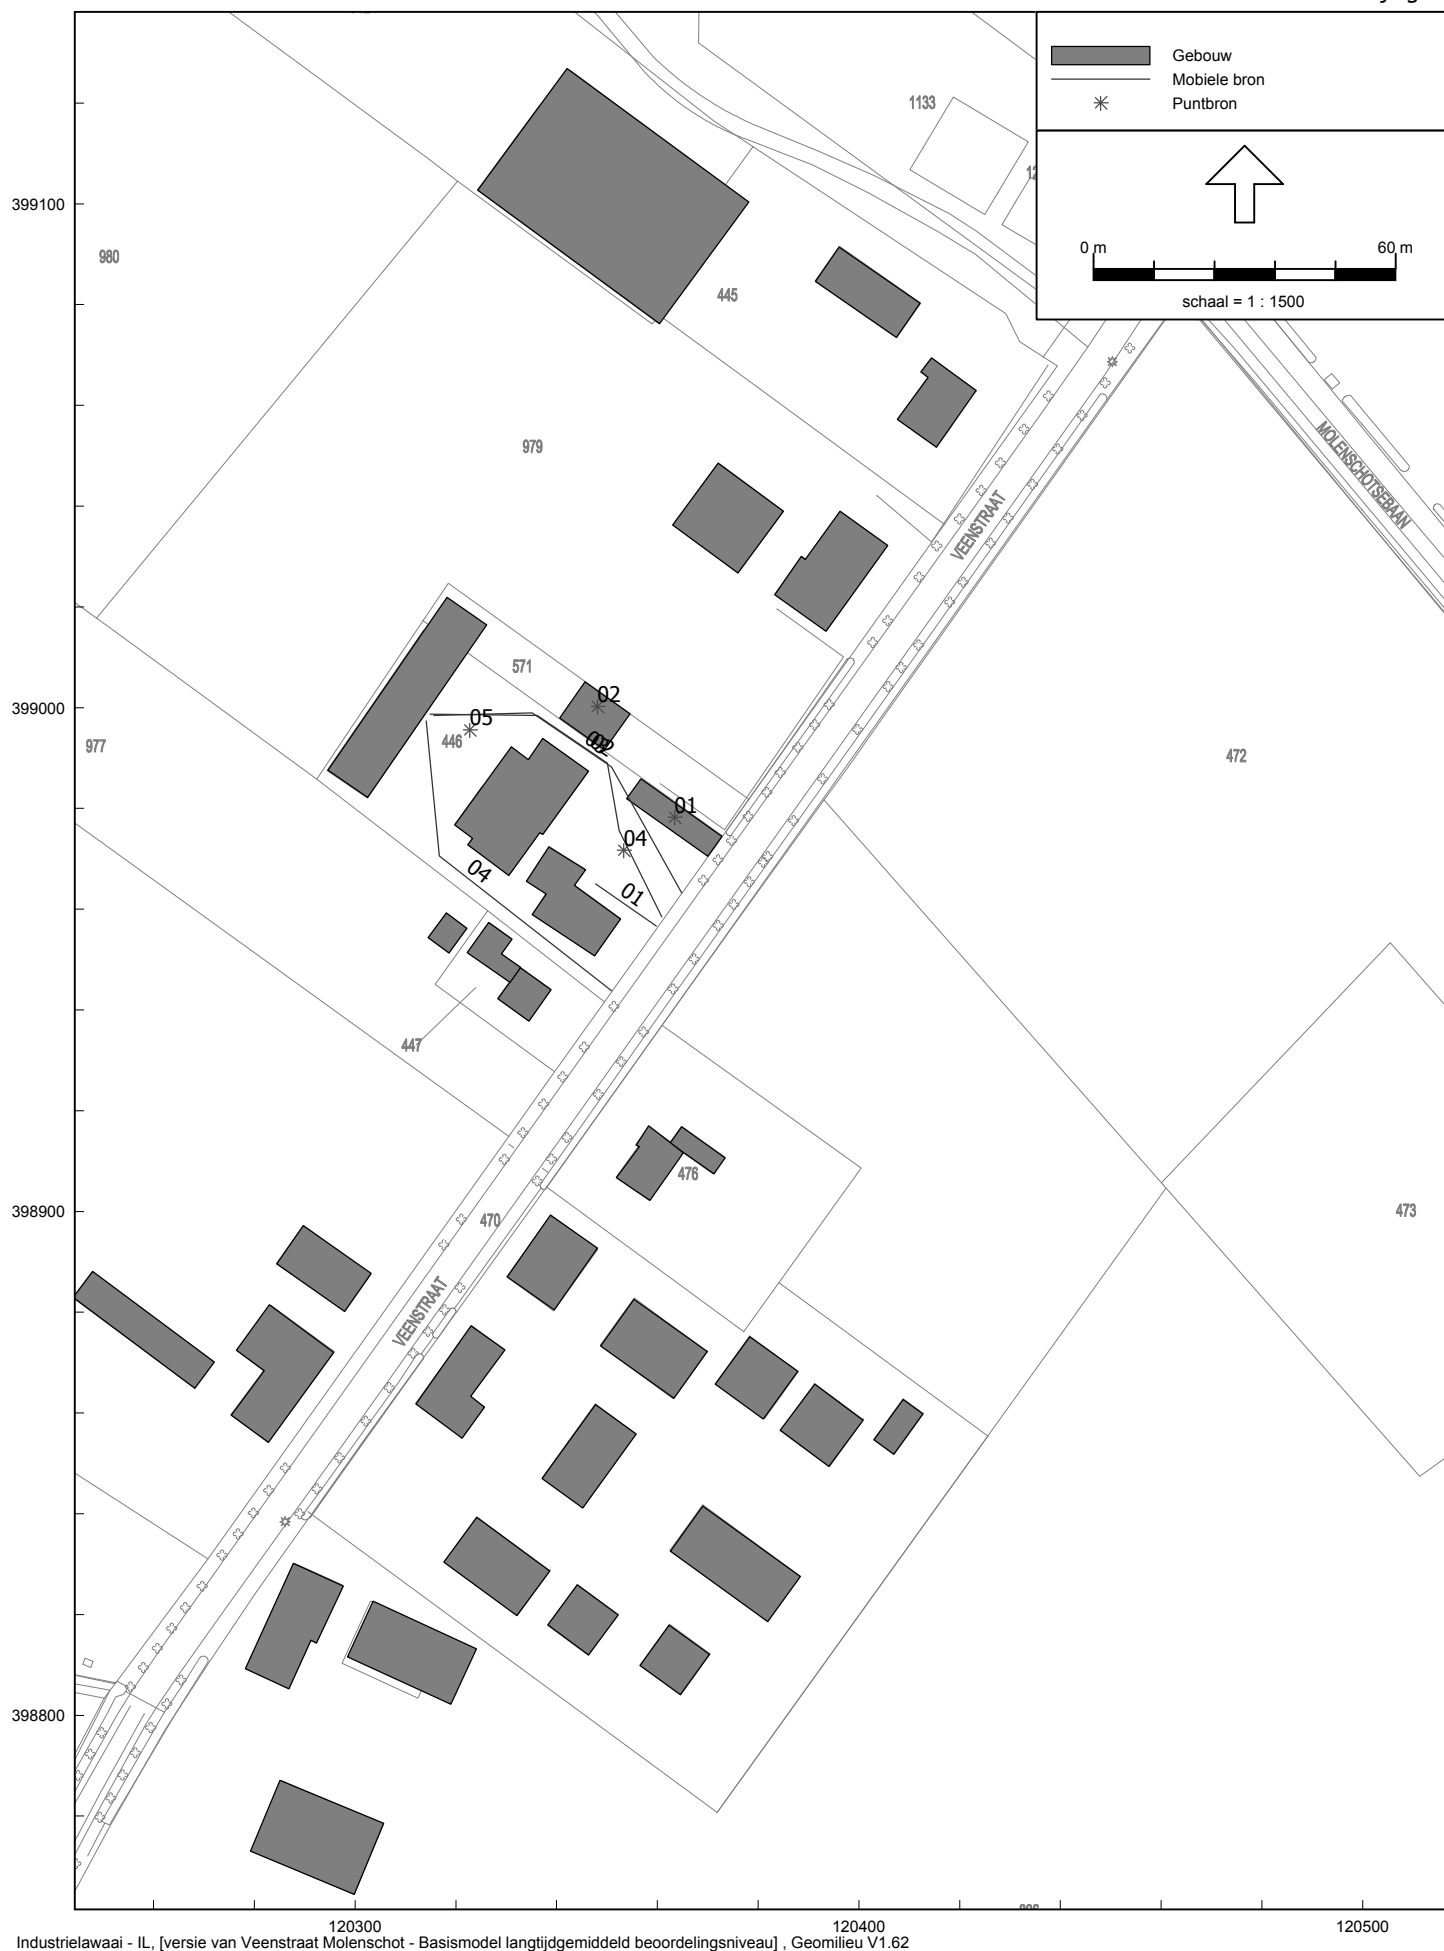 Gebouw
Mobiele bron
Puntbron
0 m 60 m
schaal = 1 : 1500
1133
399100
980
445
979
MOLENSCHOTSEBAAN
VEENSTRAAT
571
02
399000
05
446
977
472
01
04
04
01
447
476
398900
470
473
VEENSTRAAT
398800
120300 120400 120500
Industrielawaai - IL, [versie van Veenstraat Molenschot - Basismodel langtijdgemiddeld beoordelingsniveau] , Geomilieu V1.62